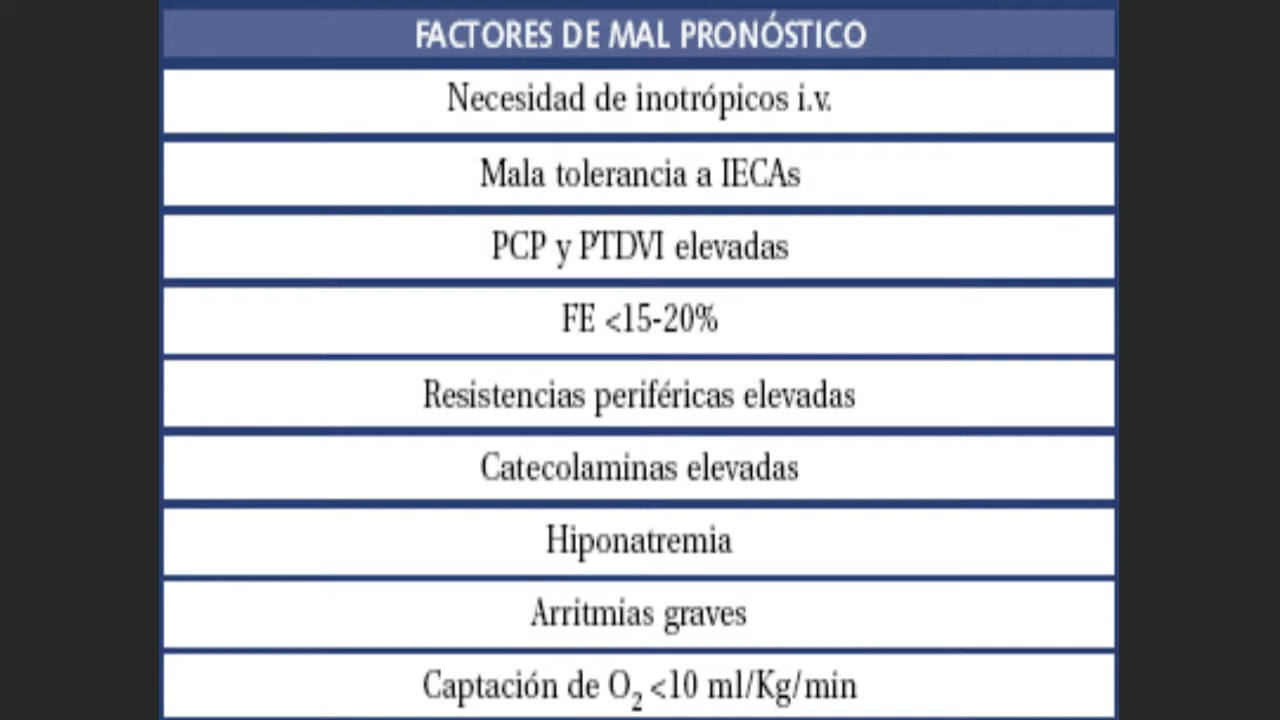 FACTORES DE MAL PRONÓSTICO
Necesidad de inotrópicos i.v.
Mala tolerancia a IECAs
PCP y PTDVI elevadas
FE <15-20%
Resistencias periféricas elevadas
Catecolaminas elevadas
Hiponatremia
Arritmias graves
Captación de O₂ <10 ml/Kg/min